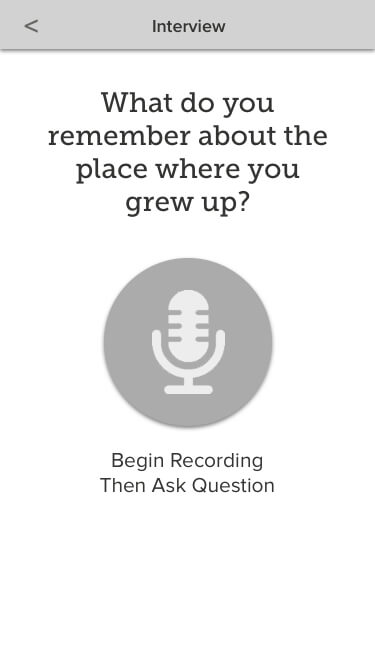 <
Interview
What do you
remember about the
place where you
grew up?
Begin Recording
Then Ask Question